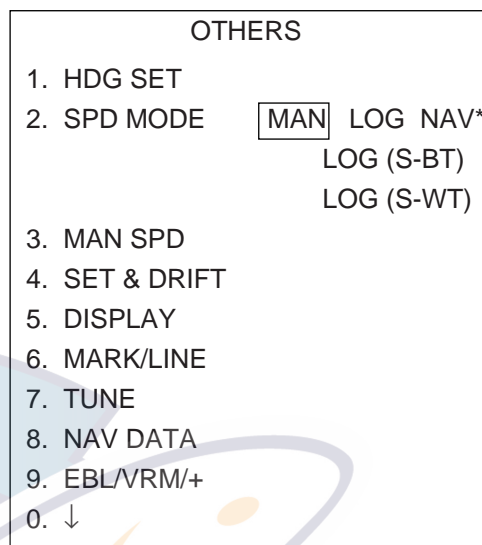 OTHERS
1. HDG SET
2. SPD MODE MAN LOG NAV*
LOG (S-BT)
LOG (S-WT)
3. MAN SPD
4. SET & DRIFT
5. DISPLAY
6. MARK/LINE
7. TUNE
8. NAV DATA
9. EBL/VRM/+
0. ↓